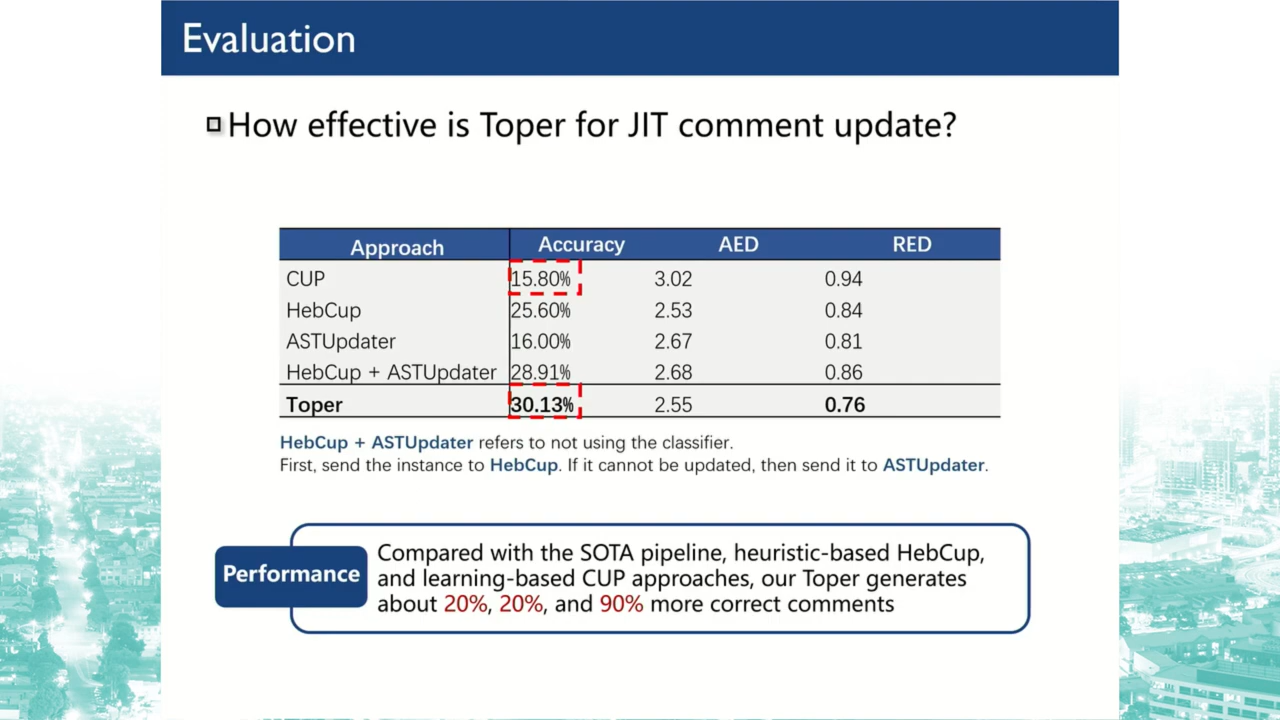 Evaluation
How effective is Toper for JIT comment update?
Approach Accuracy AED RED
CUP 15.80% 3.02 0.94
HebCup 25.60% 2.53 0.84
ASTUpdater 16.00% 2.67 0.81
HebCup + ASTUpdater 28.91% 2.68 0.86
Toper 30.13% 2.55 0.76
HebCup + ASTUpdater refers to not using the classifier.
First, send the instance to HebCup. If it cannot be updated, then send it to ASTUpdater.
Performance
Compared with the SOTA pipeline, heuristic-based HebCup,
and learning-based CUP approaches, our Toper generates
about 20%, 20%, and 90% more correct comments